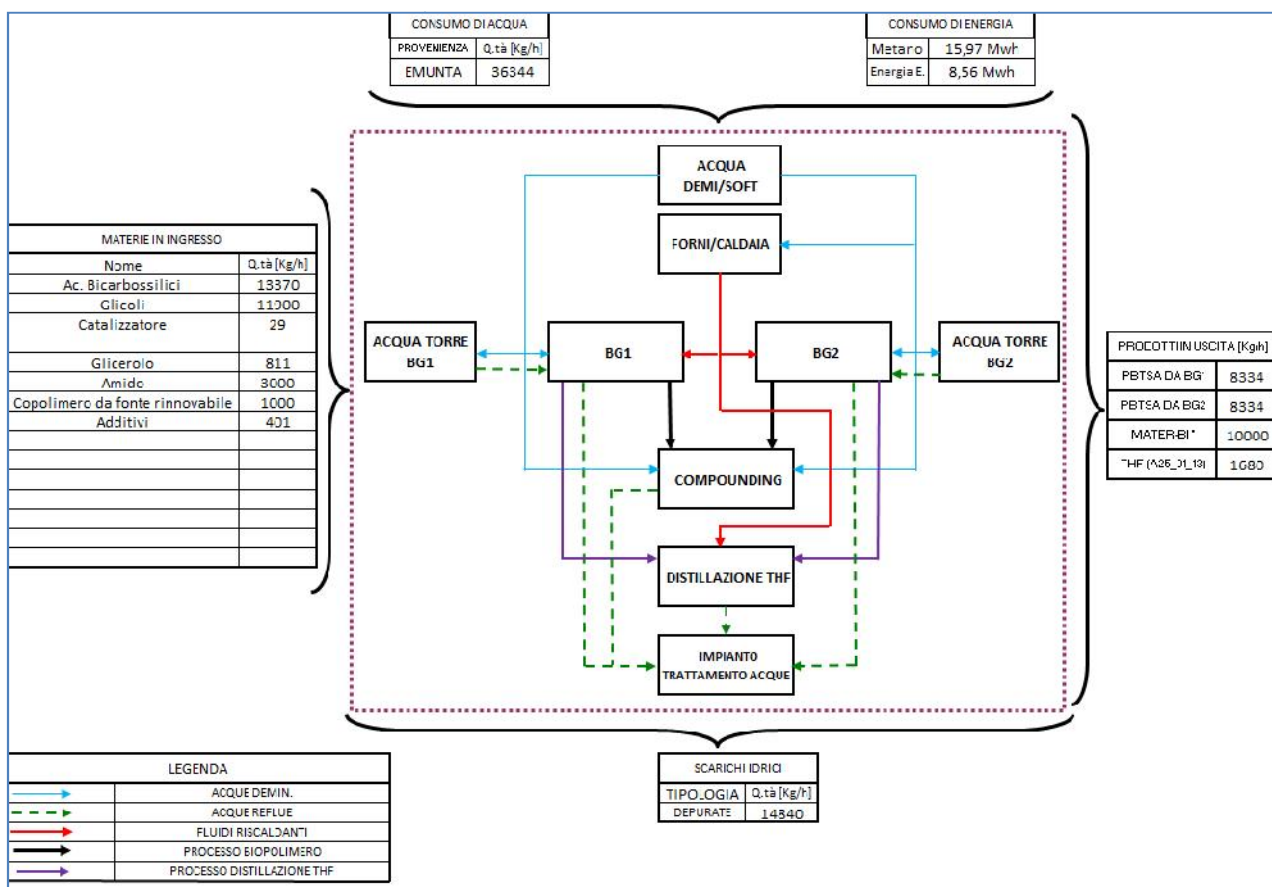 CONSUMO DI ACQUA
PROVENIENZA Q.tà [Kg/h]
EMUNTA 36344
CONSUMO DI ENERGIA
Metano 15,97 Mwh
Energia E. 8,56 Mwh
MATERIE IN INGRESSO
Nome Q.tà [Kg/h]
Ac. Bicarbossilici 13370
Glicoli 11000
Catalizzatore 29
Glicerolo 811
Amido 3000
Copolimero da fonte rinnovabile 1000
Additivi 401
ACQUA
DEMI/SOFT
FORNI/CALDAIA
ACQUA TORRE
BG1
BG1
BG2
ACQUA TORRE
BG2
COMPOUNDING
DISTILLAZIONE THF
IMPIANTO
TRATTAMENTO ACQUE
PRODOTTI IN USCITA [Kg/h]
PBTSA DA BG1 8334
PBTSA DA BG2 8334
MATER-BI 10000
THF 1680
SCARICHI IDRICI
TIPOLOGIA Q.tà [Kg/h]
DEPURATE 14840
LEGENDA
ACQUE DEMIN.
ACQUE REFLUE
FLUIDI RISCALDANTI
PROCESSO BIOPOLIMERO
PROCESSO DISTILLAZIONE THF